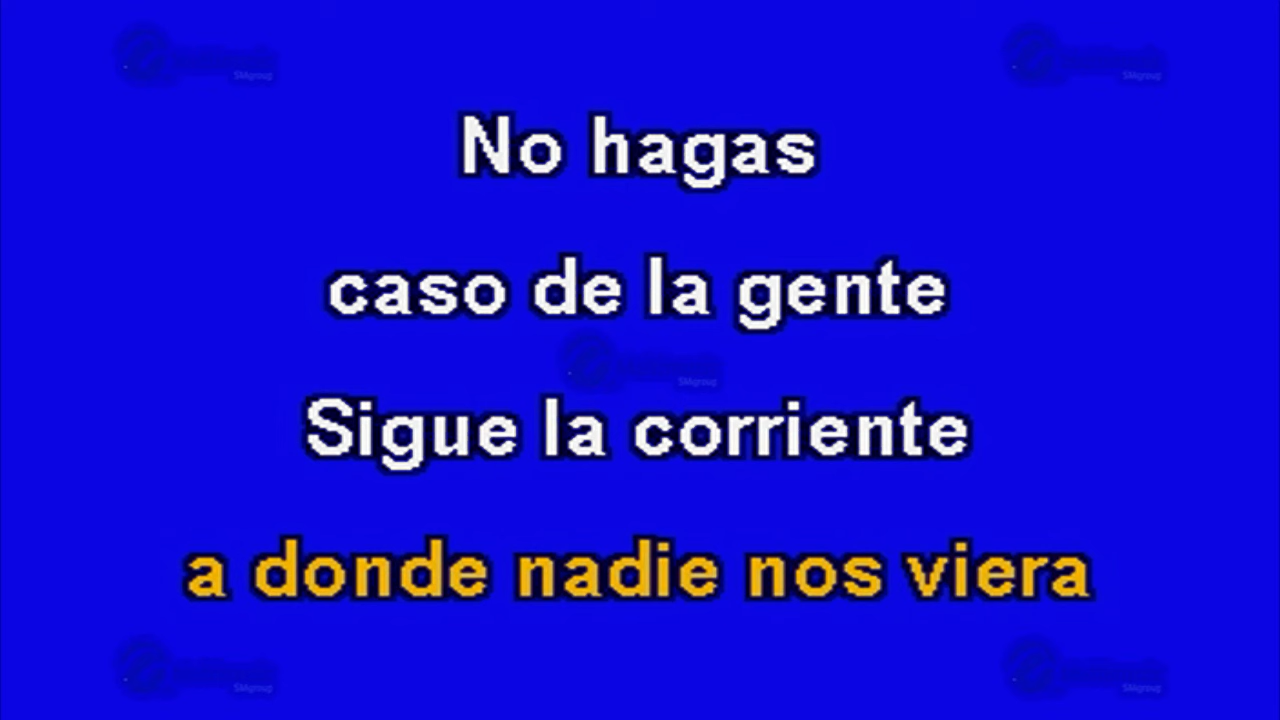 No hagas
caso de la gente
Sigue la corriente
a donde nadie nos viera